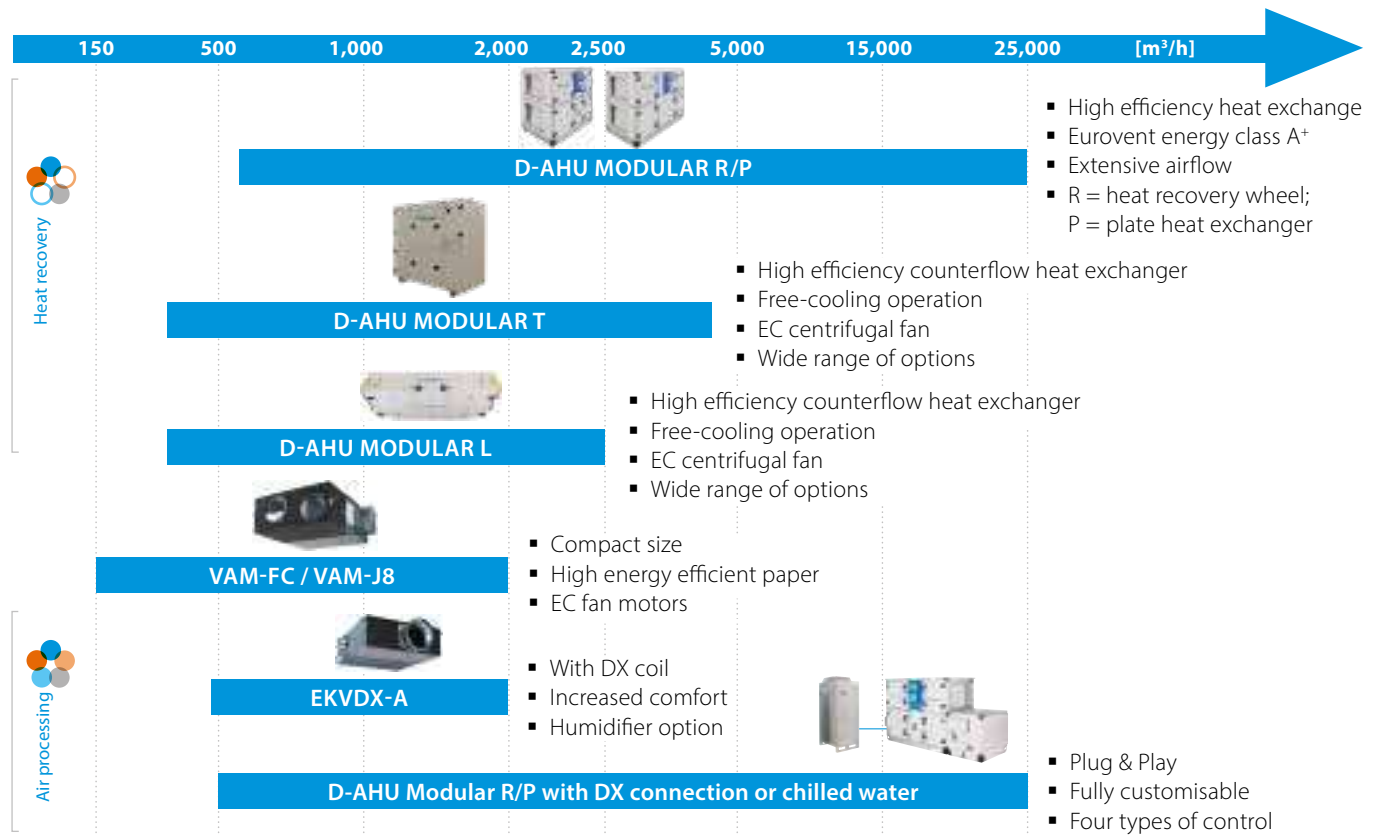 150 500 1,000 2,000 2,500 5,000 15,000 25,000 [m³/h]
Heat recovery
D-AHU MODULAR R/P
▪ High efficiency heat exchange
▪ Eurovent energy class A⁺
▪ Extensive airflow
▪ R = heat recovery wheel;
P = plate heat exchanger
D-AHU MODULAR T
▪ High efficiency counterflow heat exchanger
▪ Free-cooling operation
▪ EC centrifugal fan
▪ Wide range of options
D-AHU MODULAR L
▪ High efficiency counterflow heat exchanger
▪ Free-cooling operation
▪ EC centrifugal fan
▪ Wide range of options
VAM-FC / VAM-J8
▪ Compact size
▪ High energy efficient paper
▪ EC fan motors
Air processing
EKVDX-A
▪ With DX coil
▪ Increased comfort
▪ Humidifier option
D-AHU Modular R/P with DX connection or chilled water
▪ Plug & Play
▪ Fully customisable
▪ Four types of control